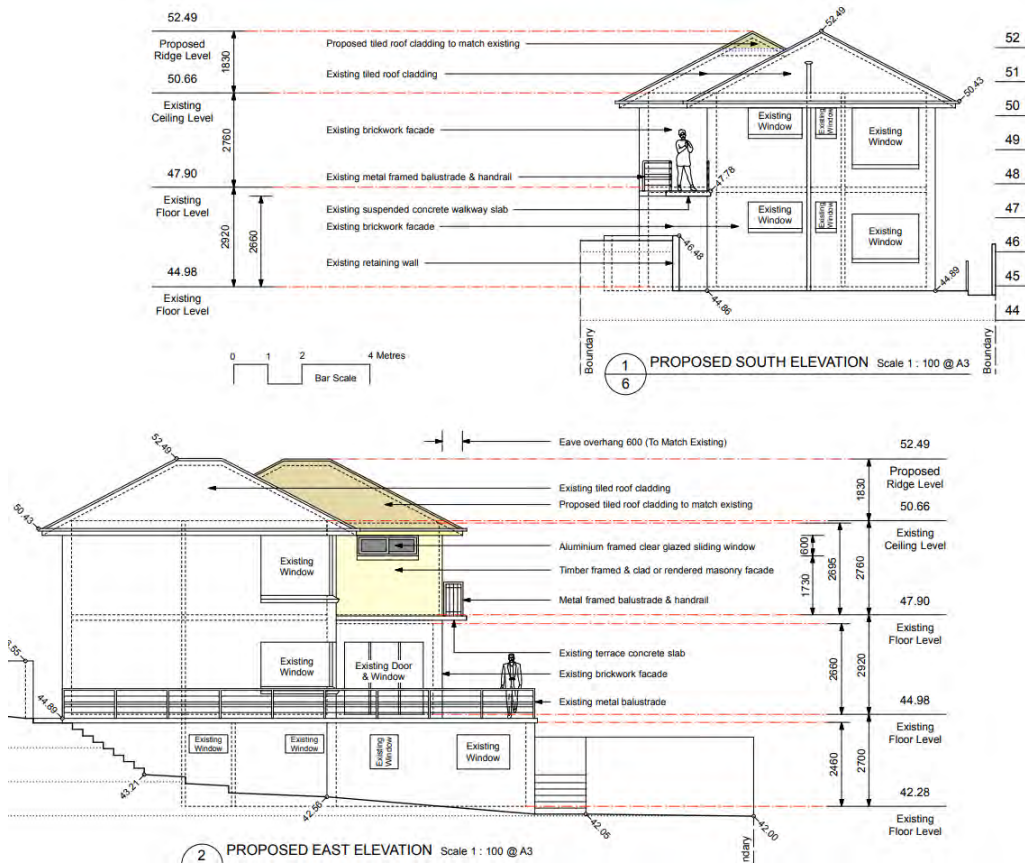 52.49
Proposed
Ridge Level
50.66
Existing
Ceiling Level
47.90
Existing
Floor Level
44.98
Existing
Floor Level
1830
2760
2920
2660
Proposed tiled roof cladding to match existing
Existing tiled roof cladding
Existing brickwork facade
Existing metal framed balustrade & handrail
Existing suspended concrete walkway slab
Existing brickwork facade
Existing retaining wall
52.49
50.43
Existing
Window
Existing
Window
Existing
Window
47.78
Existing
Window
Existing
Window
Existing
Window
46.48
44.86
44.89
52
51
50
49
48
47
46
45
44
Boundary
Boundary
0 1 2 4 Metres
Bar Scale
1
6
PROPOSED SOUTH ELEVATION Scale 1 : 100 @ A3
Eave overhang 600 (To Match Existing)
Existing tiled roof cladding
Proposed tiled roof cladding to match existing
Aluminium framed clear glazed sliding window
Timber framed & clad or rendered masonry facade
Metal framed balustrade & handrail
Existing terrace concrete slab
Existing brickwork facade
Existing metal balustrade
52.49
50.43
Existing
Window
Existing
Window
Existing Door
& Window
44.89
Existing
Window
Existing
Window
Existing
Window
Existing
Window
43.21
42.56
42.05
42.00
600
1730
2695
2660
2460
1830
2760
2920
2700
52.49
Proposed
Ridge Level
50.66
Existing
Ceiling Level
47.90
Existing
Floor Level
44.98
Existing
Floor Level
42.28
Existing
Floor Level
2
PROPOSED EAST ELEVATION Scale 1 : 100 @ A3